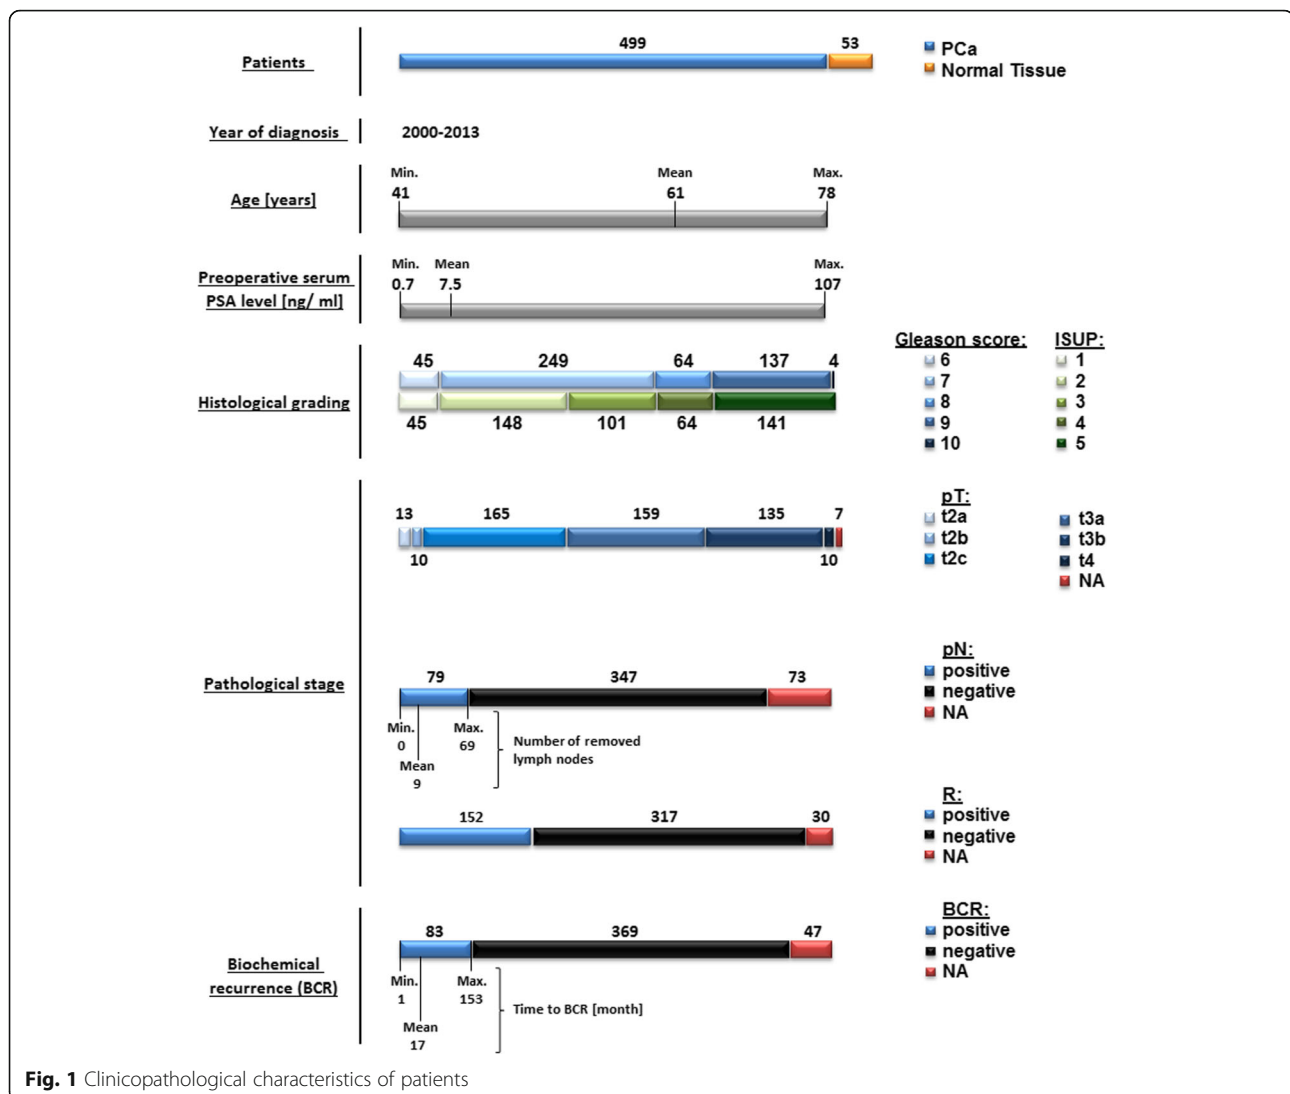 499 53
Patients
PCa
Normal Tissue
Year of diagnosis
2000-2013
Min. Mean Max.
41 61 78
Age [years]
Min. Mean Max.
0.7 7.5 107
Preoperative serum
PSA level [ng/ ml]
Gleason score: ISUP:
6 1
7 2
8 3
9 4
10 5
45 249 64 137 4
Histological grading
45 148 101 64 141
pT:
t2a t3a
t2b t3b
t2c t4
NA
13 165 159 135 7
10 10
Pathological stage
pN:
positive
negative
NA
79 347 73
Min. Max.
0 69
Mean
9
Number of removed
lymph nodes
R:
positive
negative
NA
152 317 30
BCR:
positive
negative
NA
83 369 47
Biochemical
recurrence (BCR)
Min. Max.
1 153
Mean
17
Time to BCR [month]
Fig. 1 Clinicopathological characteristics of patients